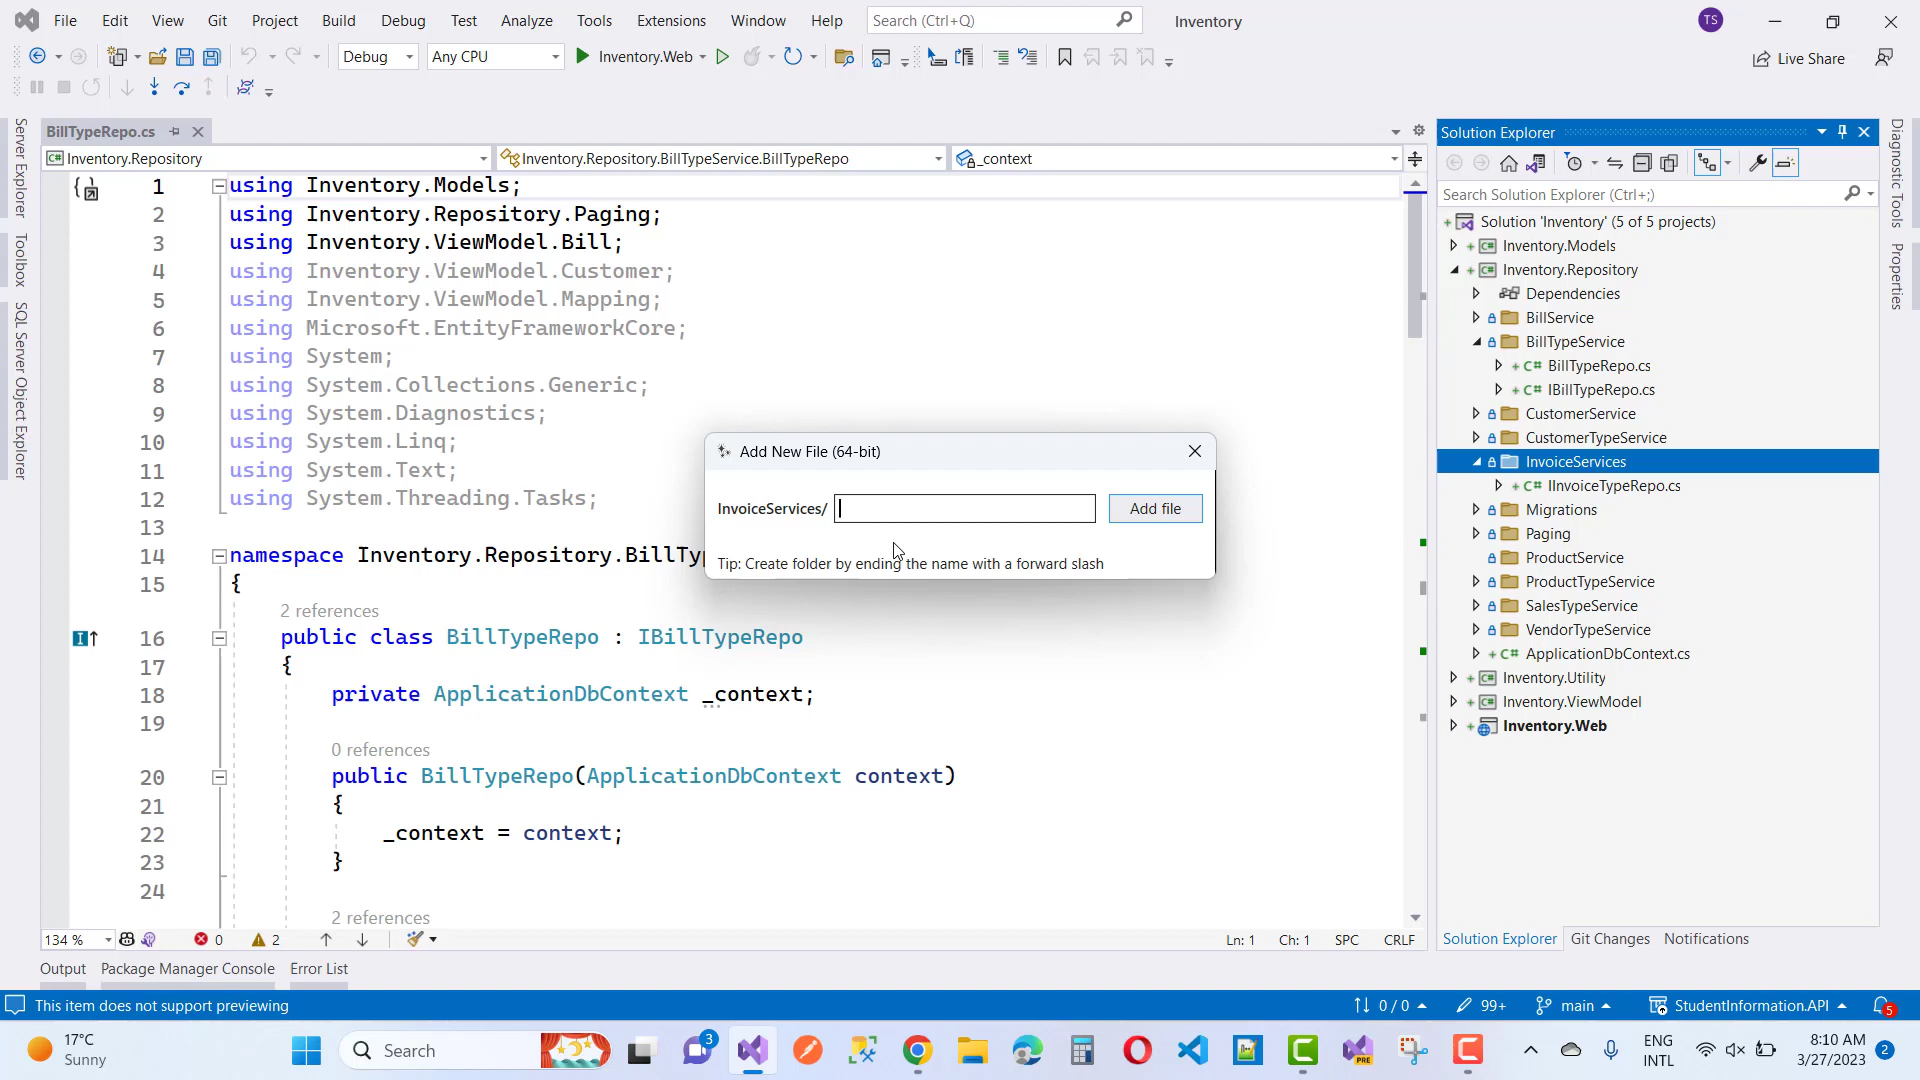 File Edit View Git Project Build Debug Test Analyze Tools Extensions Window Help Search (Ctrl+Q) Inventory TS
Debug Any CPU Inventory.Web Live Share
BillTypeRepo.cs
Inventory.Repository Inventory.Repository.BillTypeService.BillTypeRepo _context
Server Explorer
Toolbox
SQL Server Object Explorer
1 using Inventory.Models;
2 using Inventory.Repository.Paging;
3 using Inventory.ViewModel.Bill;
4 using Inventory.ViewModel.Customer;
5 using Inventory.ViewModel.Mapping;
6 using Microsoft.EntityFrameworkCore;
7 using System;
8 using System.Collections.Generic;
9 using System.Diagnostics;
10 using System.Linq;
11 using System.Text;
12 using System.Threading.Tasks;
13
14 namespace Inventory.Repository.BillTyp
15 {
2 references
16 public class BillTypeRepo : IBillTypeRepo
17 {
18 private ApplicationDbContext _context;
19
0 references
20 public BillTypeRepo(ApplicationDbContext context)
21 {
22 _context = context;
23 }
24
2 references
Add New File (64-bit)
InvoiceServices/ Add file
Tip: Create folder by ending the name with a forward slash
Solution Explorer
Search Solution Explorer (Ctrl+;)
Solution 'Inventory' (5 of 5 projects)
Inventory.Models
Inventory.Repository
Dependencies
BillService
BillTypeService
C# BillTypeRepo.cs
C# IBillTypeRepo.cs
CustomerService
CustomerTypeService
InvoiceServices
C# IInvoiceTypeRepo.cs
Migrations
Paging
ProductService
ProductTypeService
SalesTypeService
VendorTypeService
C# ApplicationDbContext.cs
Inventory.Utility
Inventory.ViewModel
Inventory.Web
Diagnostic Tools
Properties
134 % 0 2 Ln: 1 Ch: 1 SPC CRLF
Solution Explorer Git Changes Notifications
Output Package Manager Console Error List
This item does not support previewing 0 / 0 99+ main StudentInformation.API 5
17°C
Sunny
Search
3
PRE
ENG
INTL
8:10 AM
3/27/2023
2